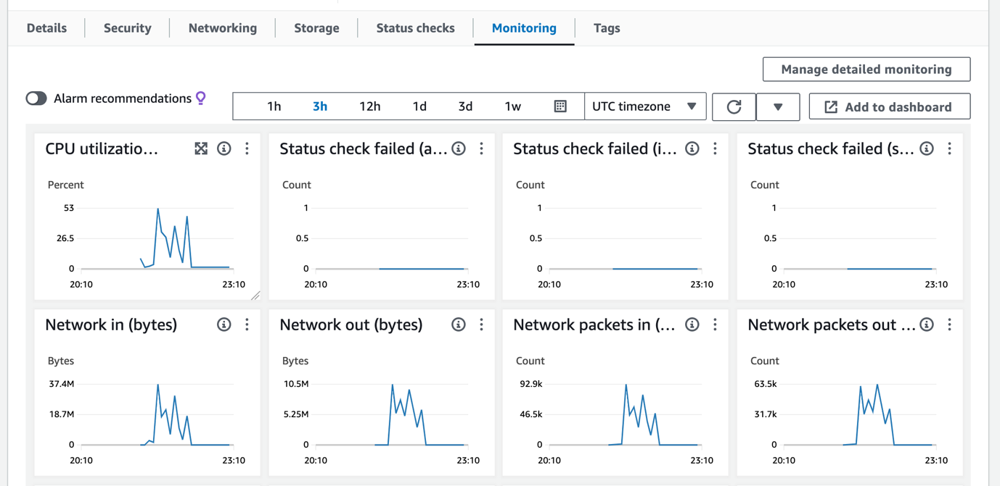 Details Security Networking Storage Status checks Monitoring Tags
Manage detailed monitoring
Alarm recommendations 1h 3h 12h 1d 3d 1w UTC timezone Add to dashboard
CPU utilizatio... Status check failed (a... Status check failed (i... Status check failed (s...
Percent Count Count Count
53 1 1 1
26.5 0.5 0.5 0.5
0 0 0 0
20:10 23:10 20:10 23:10 20:10 23:10 20:10 23:10
Network in (bytes) Network out (bytes) Network packets in (... Network packets out ...
Bytes Bytes Count Count
37.4M 10.5M 92.9k 63.5k
18.7M 5.25M 46.5k 31.7k
0 0 0 0
20:10 23:10 20:10 23:10 20:10 23:10 20:10 23:10